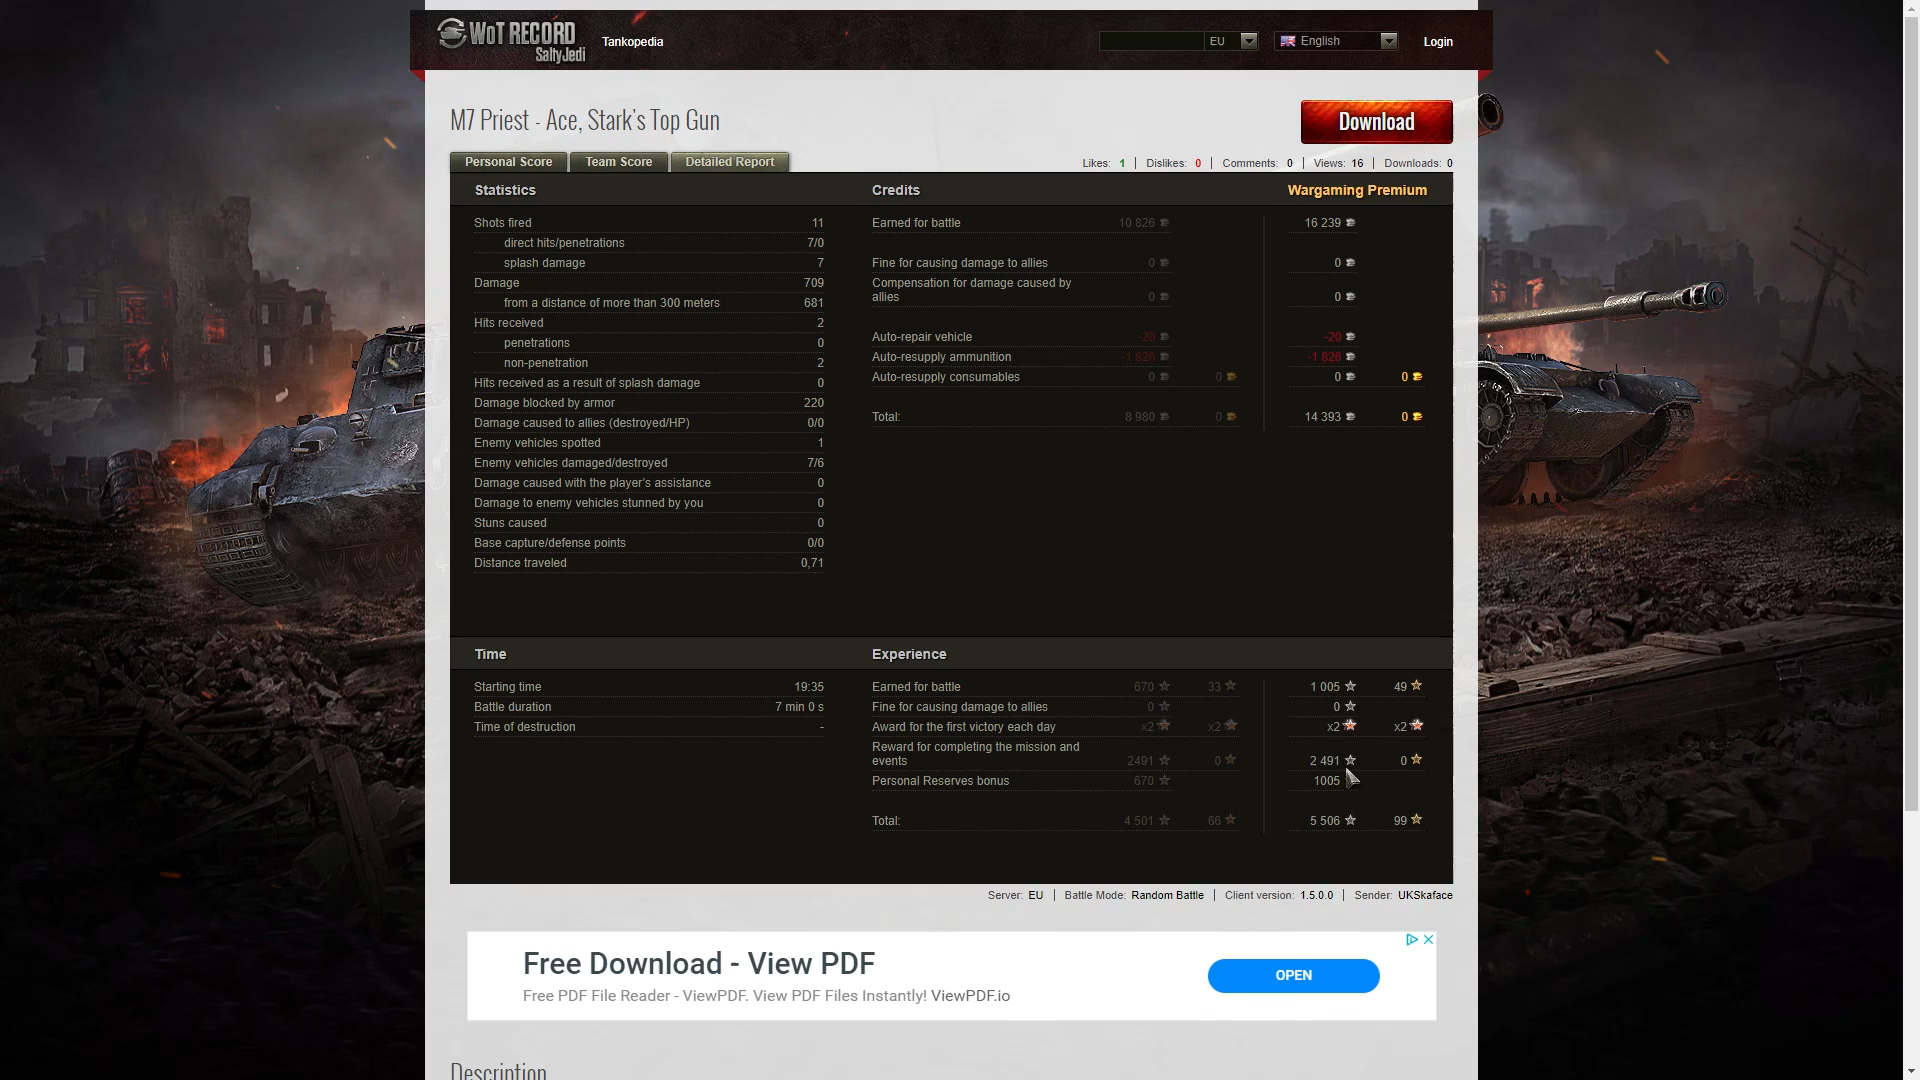 WoT RECORD
SaltyJedi
Tankopedia
EU
English
Login
M7 Priest - Ace, Stark's Top Gun
Download
Personal Score
Team Score
Detailed Report
Likes: 1 | Dislikes: 0 | Comments: 0 | Views: 16 | Downloads: 0
Statistics
Shots fired 11
direct hits/penetrations 7/0
splash damage 7
Damage 709
from a distance of more than 300 meters 681
Hits received 2
penetrations 0
non-penetration 2
Hits received as a result of splash damage 0
Damage blocked by armor 220
Damage caused to allies (destroyed/HP) 0/0
Enemy vehicles spotted 1
Enemy vehicles damaged/destroyed 7/6
Damage caused with the player's assistance 0
Damage to enemy vehicles stunned by you 0
Stuns caused 0
Base capture/defense points 0/0
Distance traveled 0,71
Credits Wargaming Premium
Earned for battle 10 826 16 239
Fine for causing damage to allies 0 0
Compensation for damage caused by
allies 0 0
Auto-repair vehicle -20 -20
Auto-resupply ammunition -1 826 -1 826
Auto-resupply consumables 0 0 0 0
Total: 8 980 0 14 393 0
Time
Starting time 19:35
Battle duration 7 min 0 s
Time of destruction -
Experience
Earned for battle 670 33 1 005 49
Fine for causing damage to allies 0 0
Award for the first victory each day x2 x2 x2 x2
Reward for completing the mission and
events 2491 0 2 491 0
Personal Reserves bonus 670 1005
Total: 4 501 66 5 506 99
Server: EU | Battle Mode: Random Battle | Client version: 1.5.0.0 | Sender: UKSkaface
Free Download - View PDF
Free PDF File Reader - ViewPDF. View PDF Files Instantly! ViewPDF.io
OPEN
Description